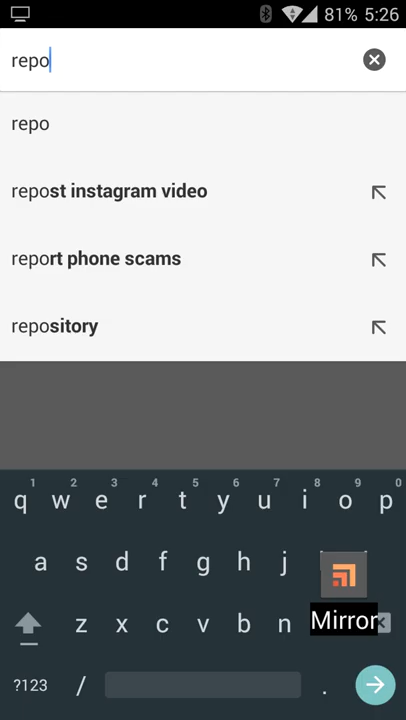 81% 5:26
repo
repo
repost instagram video
report phone scams
repository
1 2 3 4 5 6 7 8 9 0
q w e r t y u i o p
a s d f g h j
z x c v b n Mirror
?123 / .